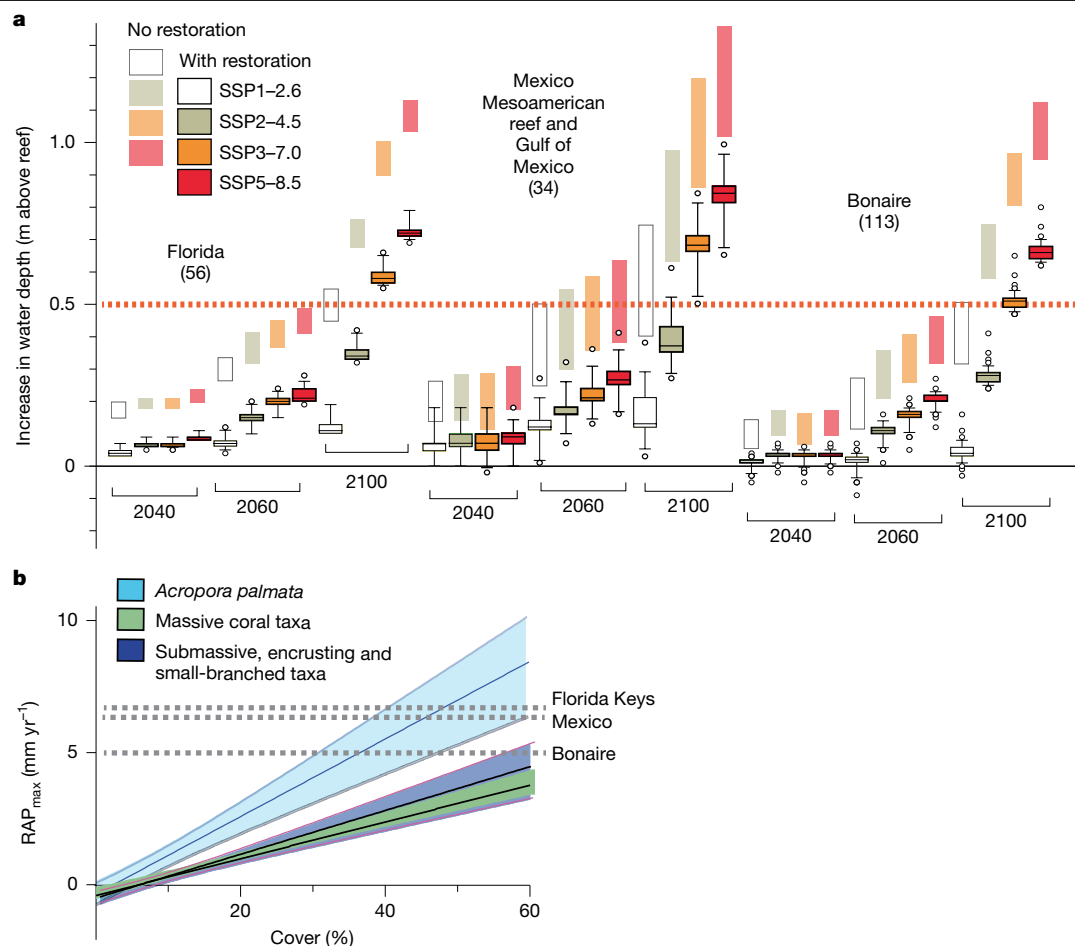 a
No restoration
With restoration
SSP1–2.6
SSP2–4.5
SSP3–7.0
SSP5–8.5
Mexico
Mesoamerican
reef and
Gulf of
Mexico
(34)
Bonaire
(113)
Florida
(56)
Increase in water depth (m above reef)
1.0
0.5
0
2040
2060
2100
2040
2060
2100
2040
2060
2100
b
Acropora palmata
Massive coral taxa
Submassive, encrusting and
small-branched taxa
RAPmax (mm yr⁻¹)
10
5
0
Florida Keys
Mexico
Bonaire
20
40
60
Cover (%)